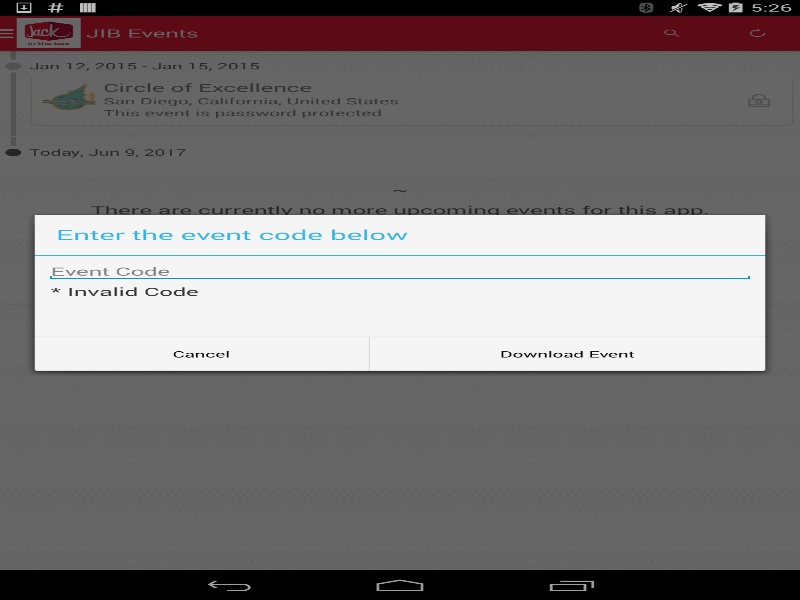 5:26
Jack
in the box
JIB Events
Jan 12, 2015 - Jan 15, 2015
Circle of Excellence
San Diego, California, United States
This event is password protected
Today, Jun 9, 2017
~
There are currently no more upcoming events for this app.
Enter the event code below
Event Code
* Invalid Code
Cancel
Download Event